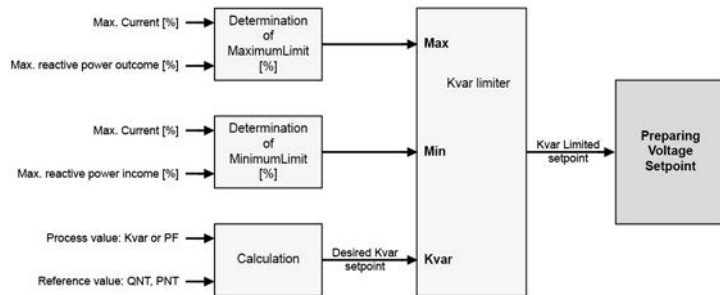 Max. Current [%]
Max. reactive power outcome [%]
Determination
of
MaximumLimit
[%]
Max. Current [%]
Max. reactive power income [%]
Determination
of
MinimumLimit
[%]
Process value: Kvar or PF
Reference value: QNT, PNT
Calculation
Desired Kvar
setpoint
Max
Kvar limiter
Min
Kvar
Kvar Limited
setpoint
Preparing
Voltage
Setpoint